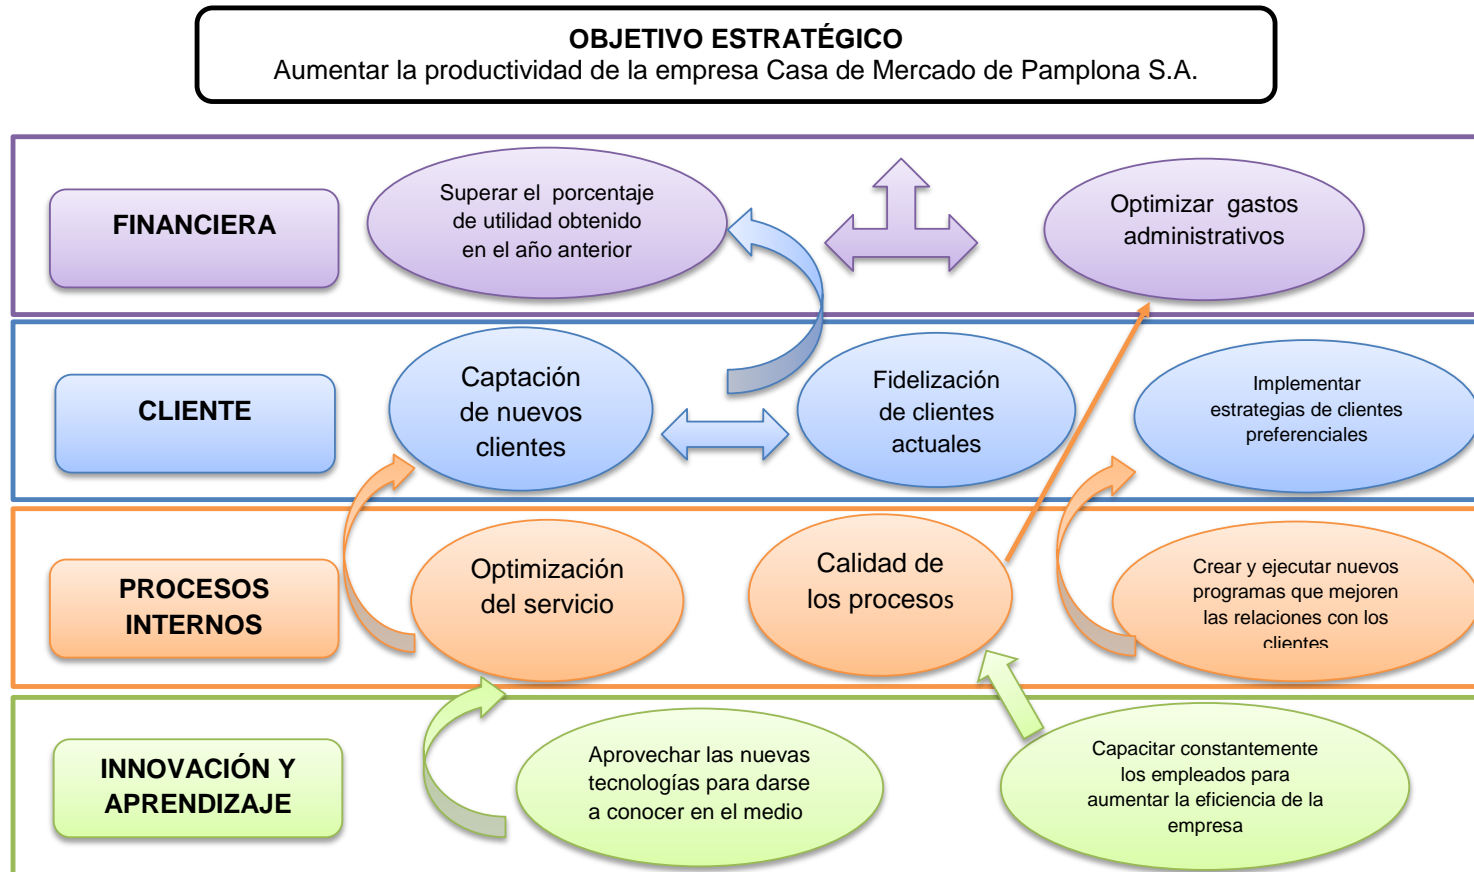 OBJETIVO ESTRATÉGICO
Aumentar la productividad de la empresa Casa de Mercado de Pamplona S.A.
FINANCIERA
Superar el porcentaje
de utilidad obtenido
en el año anterior
Optimizar gastos
administrativos
CLIENTE
Captación
de nuevos
clientes
Fidelización
de clientes
actuales
Implementar
estrategias de clientes
preferenciales
PROCESOS
INTERNOS
Optimización
del servicio
Calidad de
los procesos
Crear y ejecutar nuevos
programas que mejoren
las relaciones con los
clientes
INNOVACIÓN Y
APRENDIZAJE
Aprovechar las nuevas
tecnologías para darse
a conocer en el medio
Capacitar constantemente
los empleados para
aumentar la eficiencia de la
empresa